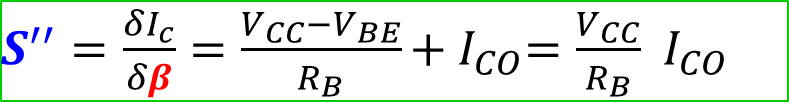 S″ = δI_c/δβ = (V_CC−V_BE)/R_B + I_CO = V_CC/R_B I_CO